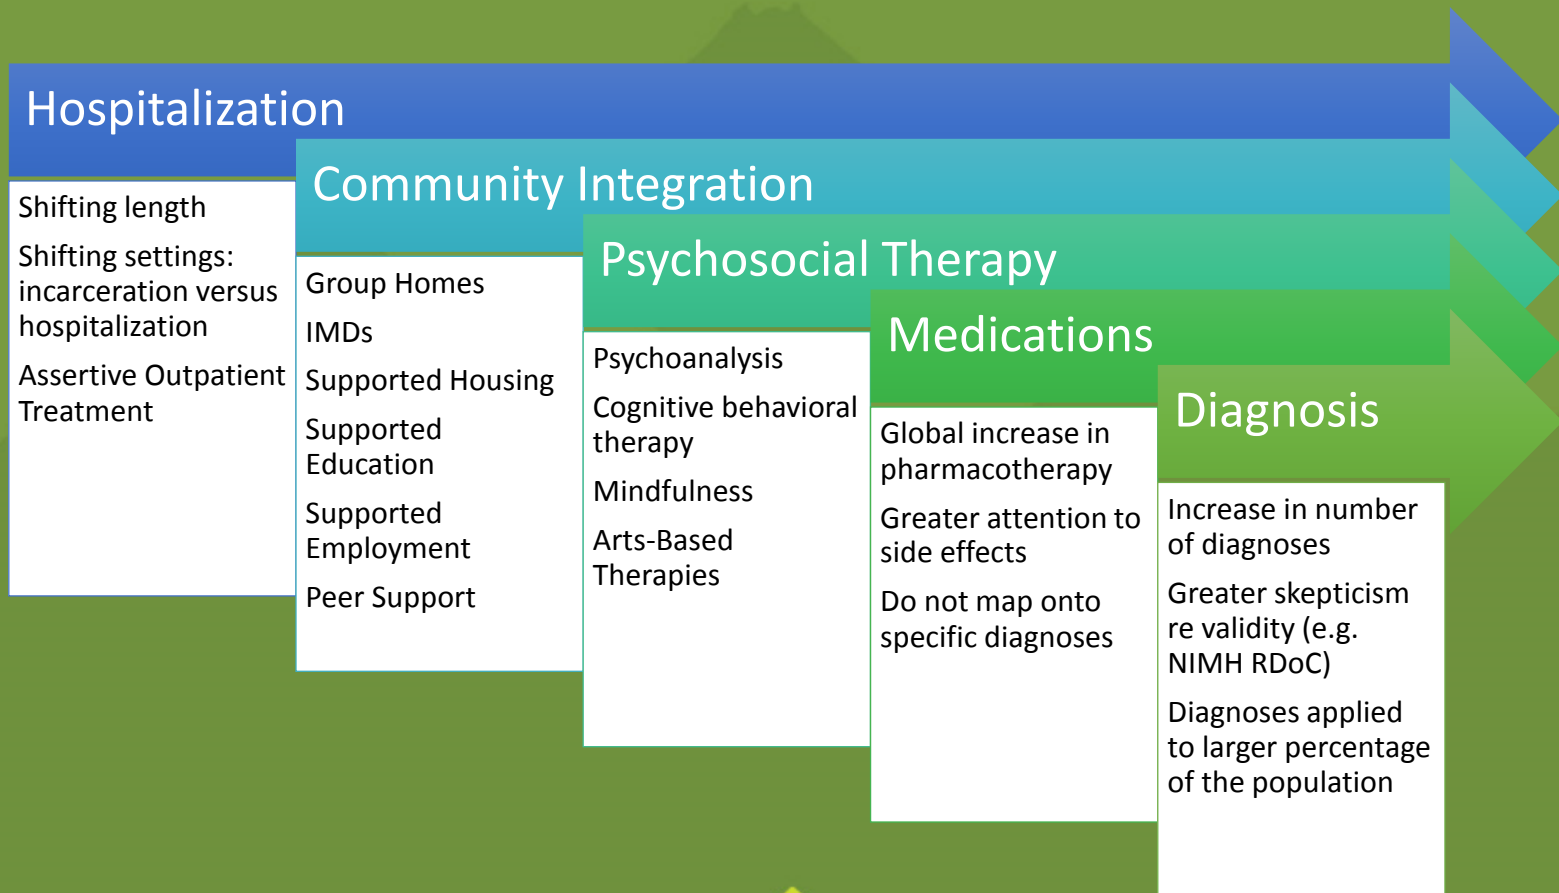 Hospitalization
Shifting length
Shifting settings:
incarceration versus
hospitalization
Assertive Outpatient
Treatment
Community Integration
Group Homes
IMDs
Supported Housing
Supported
Education
Supported
Employment
Peer Support
Psychosocial Therapy
Psychoanalysis
Cognitive behavioral
therapy
Mindfulness
Arts-Based
Therapies
Medications
Global increase in
pharmacotherapy
Greater attention to
side effects
Do not map onto
specific diagnoses
Diagnosis
Increase in number
of diagnoses
Greater skepticism
re validity (e.g.
NIMH RDoC)
Diagnoses applied
to larger percentage
of the population